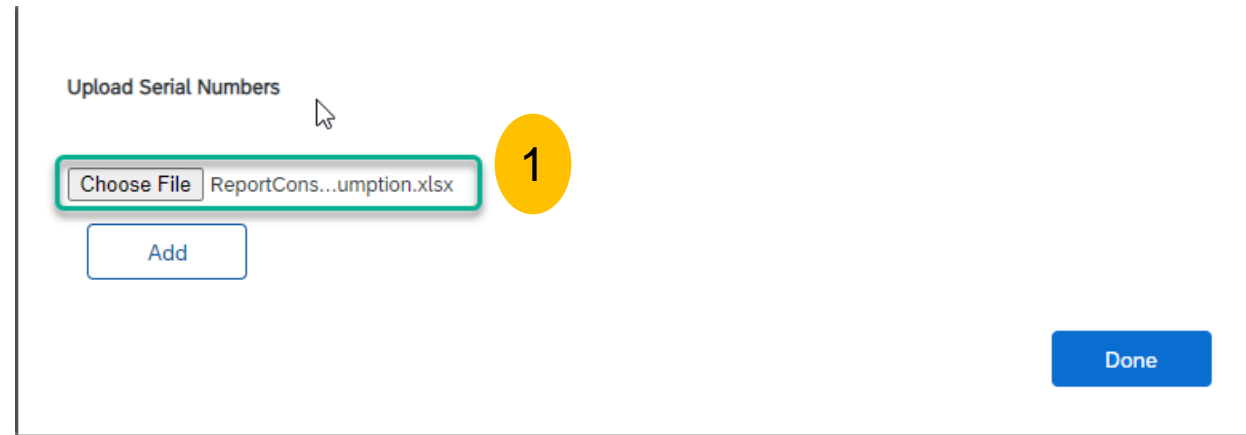 Upload Serial Numbers
1
Choose File ReportCons...umption.xlsx
Add
Done